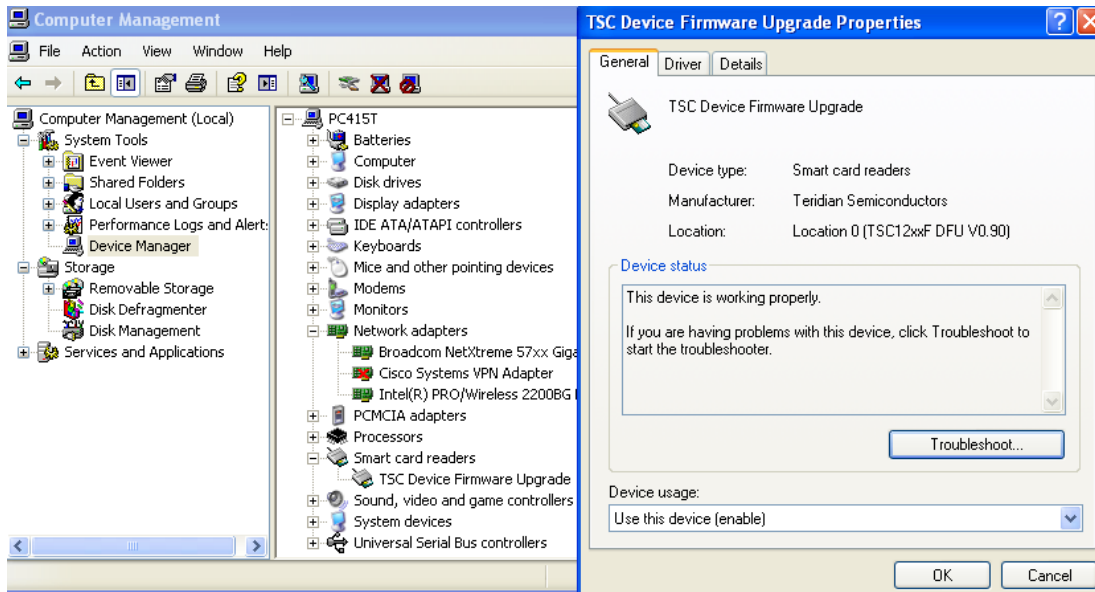 Computer Management
File Action View Window Help
Computer Management (Local)
System Tools
Event Viewer
Shared Folders
Local Users and Groups
Performance Logs and Alert
Device Manager
Storage
Removable Storage
Disk Defragmenter
Disk Management
Services and Applications
PC415T
Batteries
Computer
Disk drives
Display adapters
IDE ATA/ATAPI controllers
Keyboards
Mice and other pointing devices
Modems
Monitors
Network adapters
Broadcom NetXtreme 57xx Giga
Cisco Systems VPN Adapter
Intel(R) PRO/Wireless 2200BG
PCMCIA adapters
Processors
Smart card readers
TSC Device Firmware Upgrade
Sound, video and game controllers
System devices
Universal Serial Bus controllers
TSC Device Firmware Upgrade Properties
General Driver Details
TSC Device Firmware Upgrade
Device type: Smart card readers
Manufacturer: Teridian Semiconductors
Location: Location 0 (TSC12xxF DFU V0.90)
Device status
This device is working properly.
If you are having problems with this device, click Troubleshoot to
start the troubleshooter.
Troubleshoot...
Device usage:
Use this device (enable)
OK Cancel